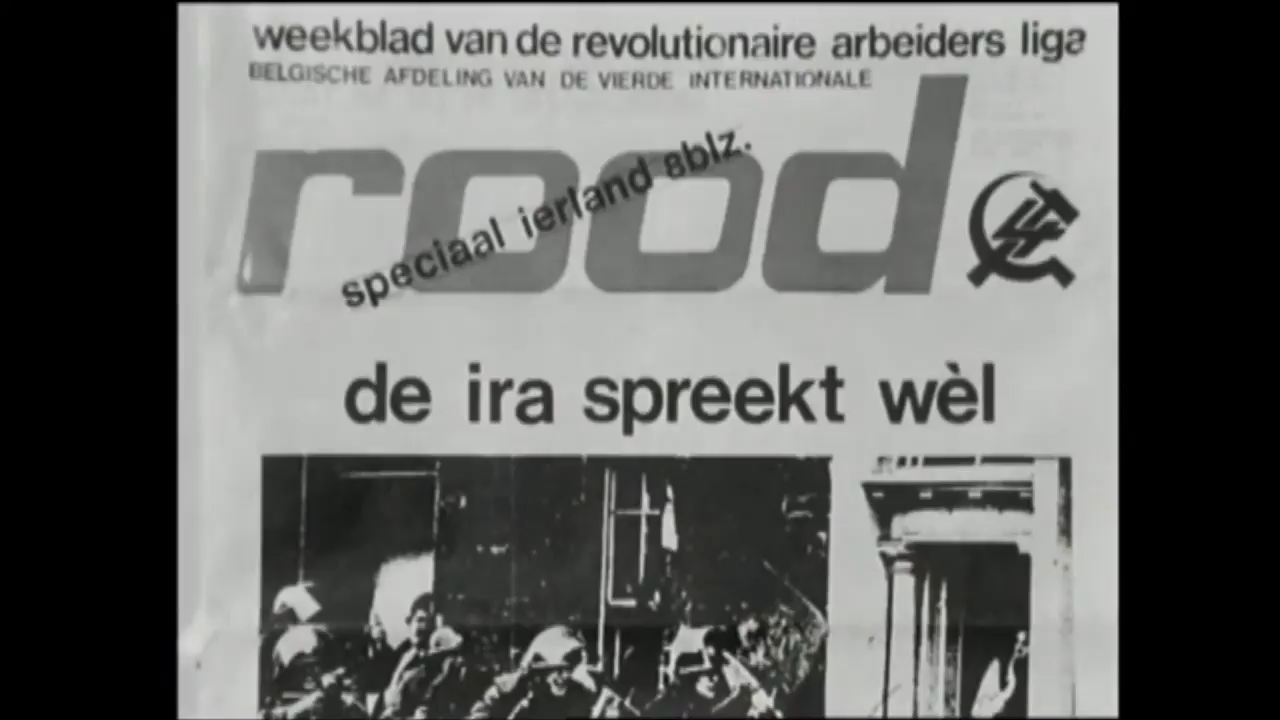 weekblad van de revolutionaire arbeiders liga
BELGISCHE AFDELING VAN DE VIERDE INTERNATIONALE
rood
speciaal ierland 8blz.
4
de ira spreekt wèl